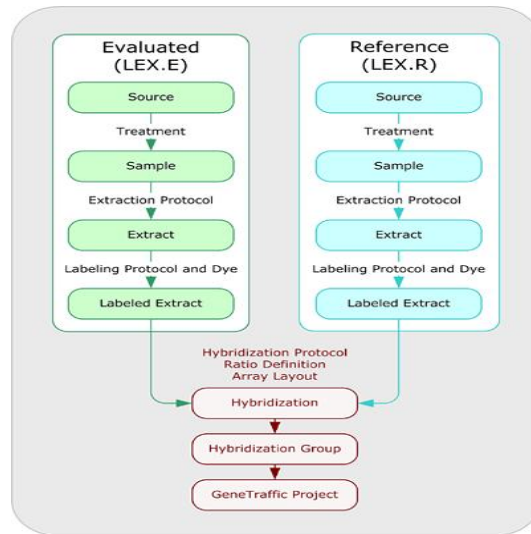 Evaluated
(LEX.E)
Source
Treatment
Sample
Extraction Protocol
Extract
Labeling Protocol and Dye
Labeled Extract
Reference
(LEX.R)
Source
Treatment
Sample
Extraction Protocol
Extract
Labeling Protocol and Dye
Labeled Extract
Hybridization Protocol
Ratio Definition
Array Layout
Hybridization
Hybridization Group
GeneTraffic Project